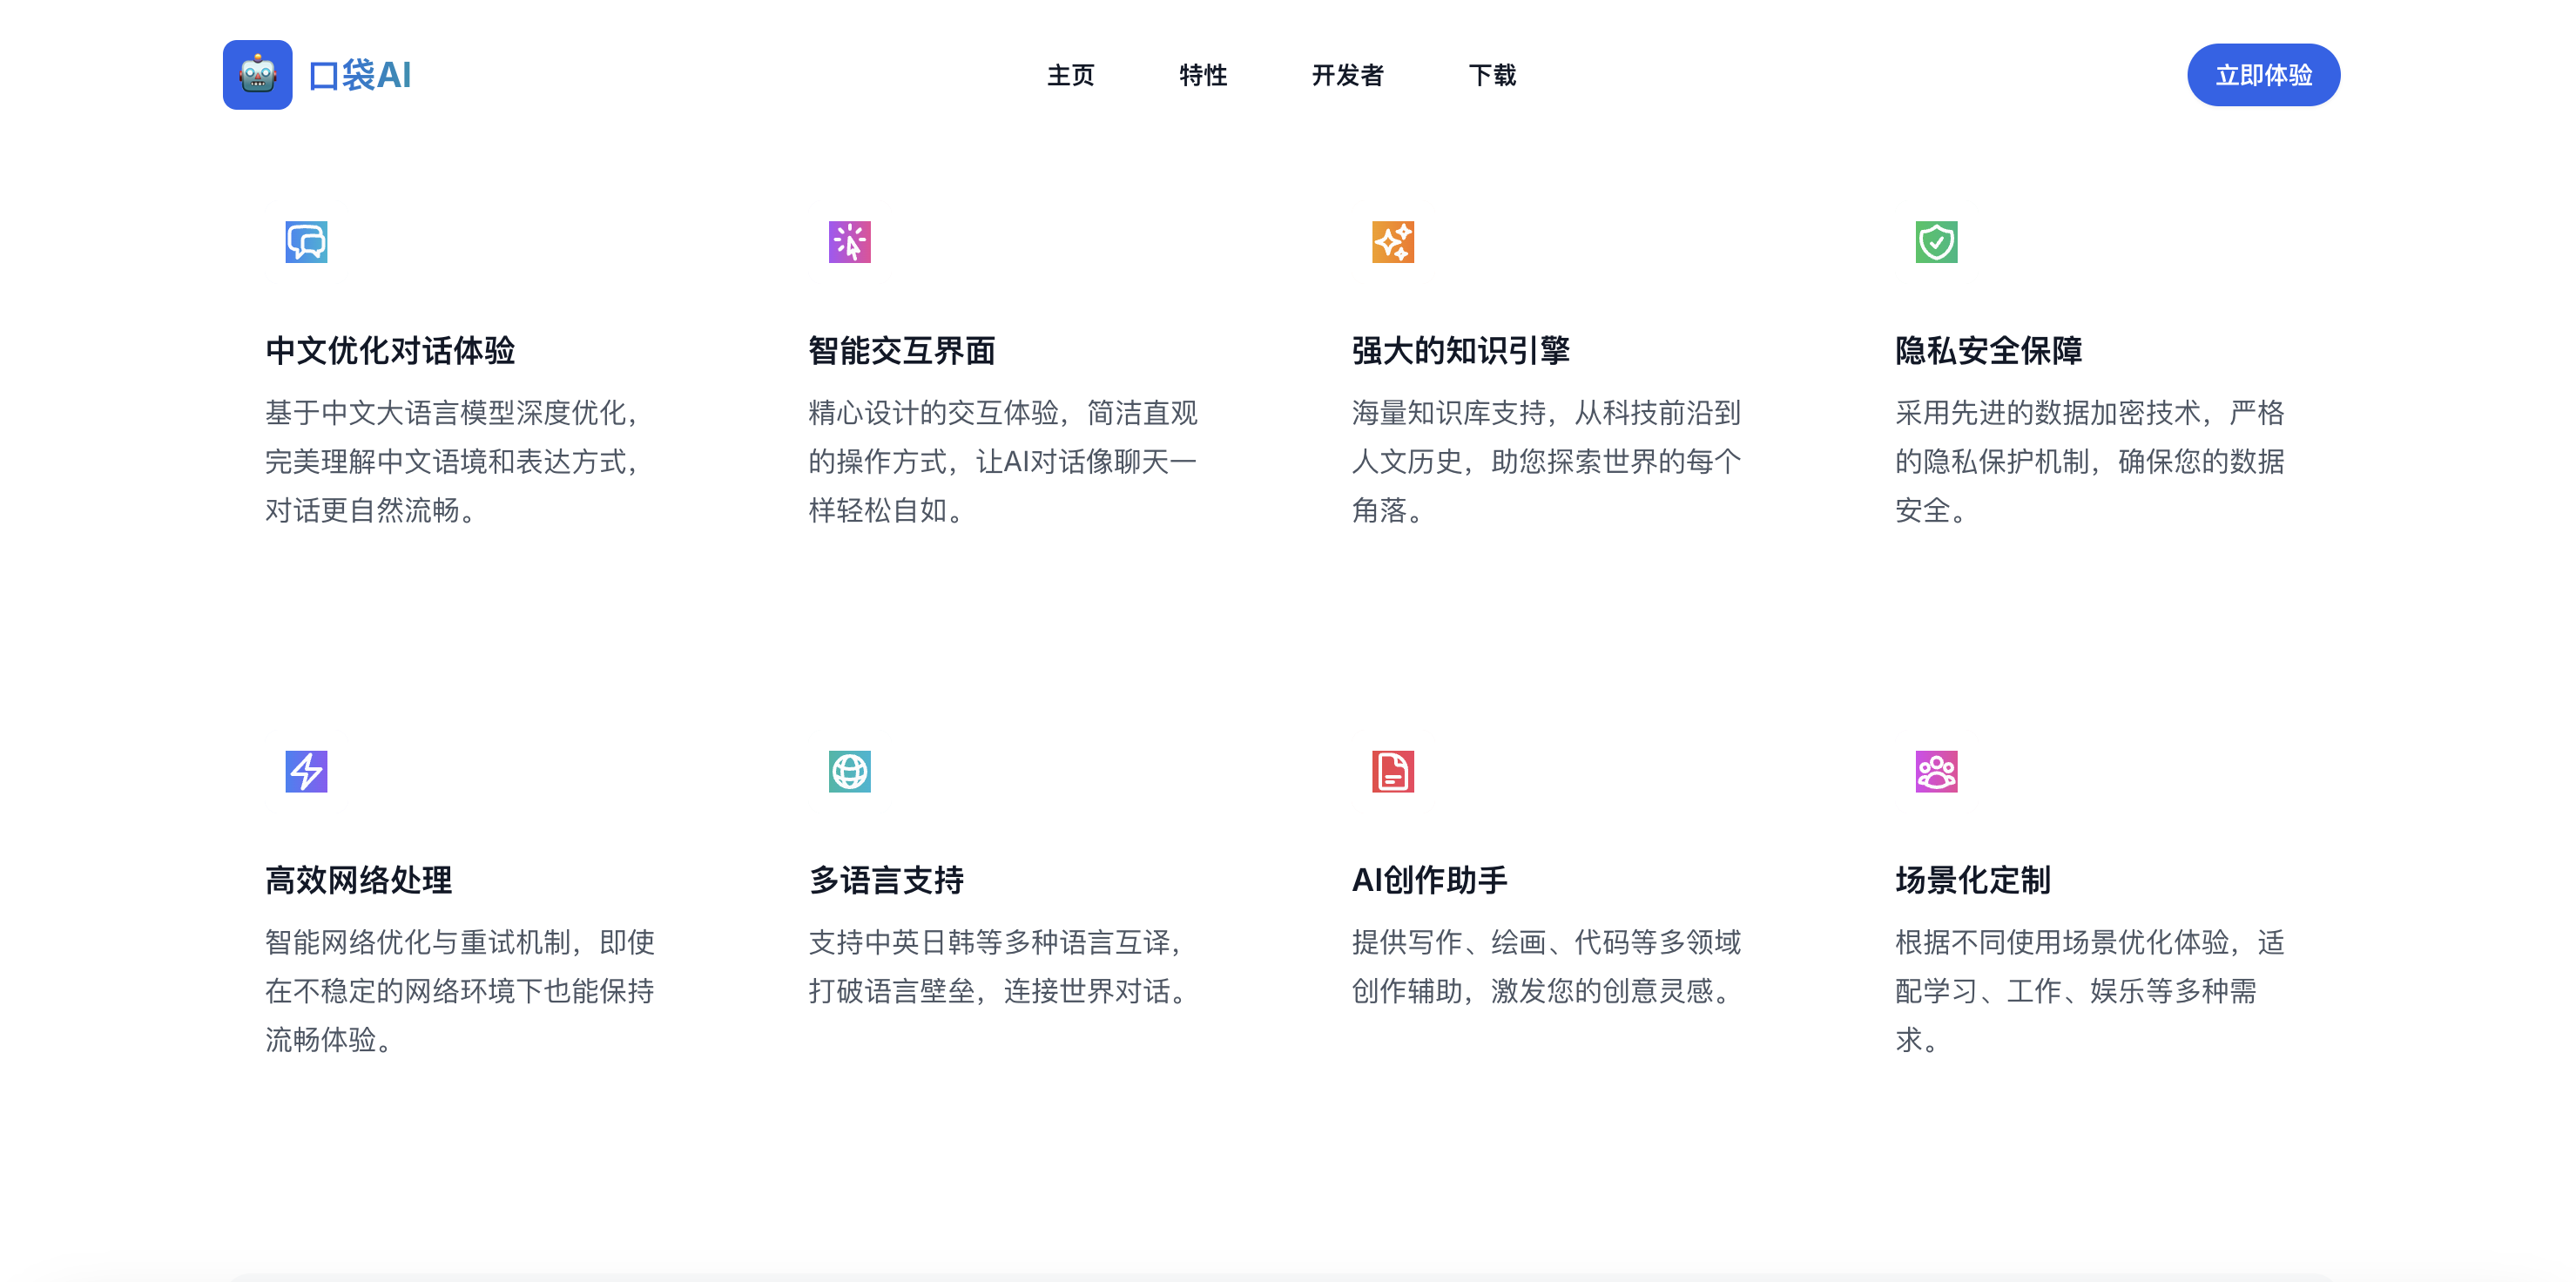 口袋AI
主页
特性
开发者
下载
立即体验
中文优化对话体验
基于中文大语言模型深度优化，
完美理解中文语境和表达方式，
对话更自然流畅。
智能交互界面
精心设计的交互体验，简洁直观
的操作方式，让AI对话像聊天一
样轻松自如。
强大的知识引擎
海量知识库支持，从科技前沿到
人文历史，助您探索世界的每个
角落。
隐私安全保障
采用先进的数据加密技术，严格
的隐私保护机制，确保您的数据
安全。
高效网络处理
智能网络优化与重试机制，即使
在不稳定的网络环境下也能保持
流畅体验。
多语言支持
支持中英日韩等多种语言互译，
打破语言壁垒，连接世界对话。
AI创作助手
提供写作、绘画、代码等多领域
创作辅助，激发您的创意灵感。
场景化定制
根据不同使用场景优化体验，适
配学习、工作、娱乐等多种需
求。